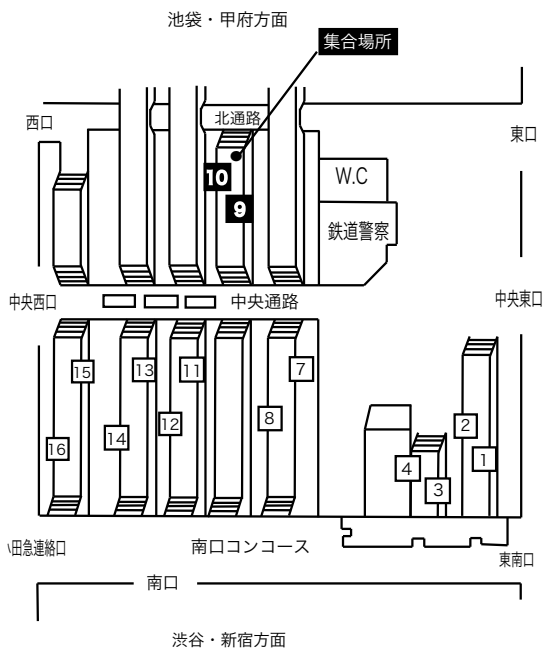 池袋・甲府方面
集合場所
西口
北通路
東口
10
9
W.C
鉄道警察
中央西口
中央通路
中央東口
15
13
11
7
16
14
12
8
2
1
4
3
田急連絡口
南口コンコース
東南口
南口
渋谷・新宿方面